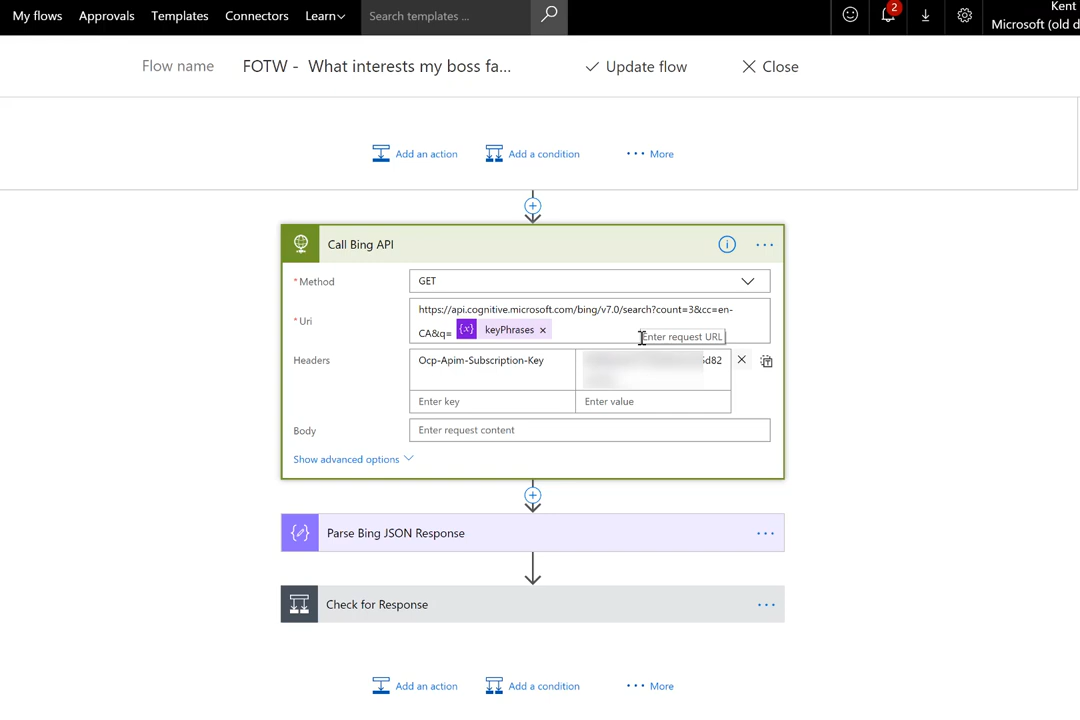 My flows Approvals Templates Connectors Learn Search templates ... 2 Kent
Microsoft (old d
Flow name FOTW - What interests my boss fa... Update flow Close
Add an action Add a condition More
Call Bing API
* Method GET
* Uri https://api.cognitive.microsoft.com/bing/v7.0/search?count=3&cc=en-
CA&q= {x} keyPhrases ×
Enter request URL
Headers Ocp-Apim-Subscription-Key 5d82
Enter key Enter value
Body Enter request content
Show advanced options
Parse Bing JSON Response
Check for Response
Add an action Add a condition More